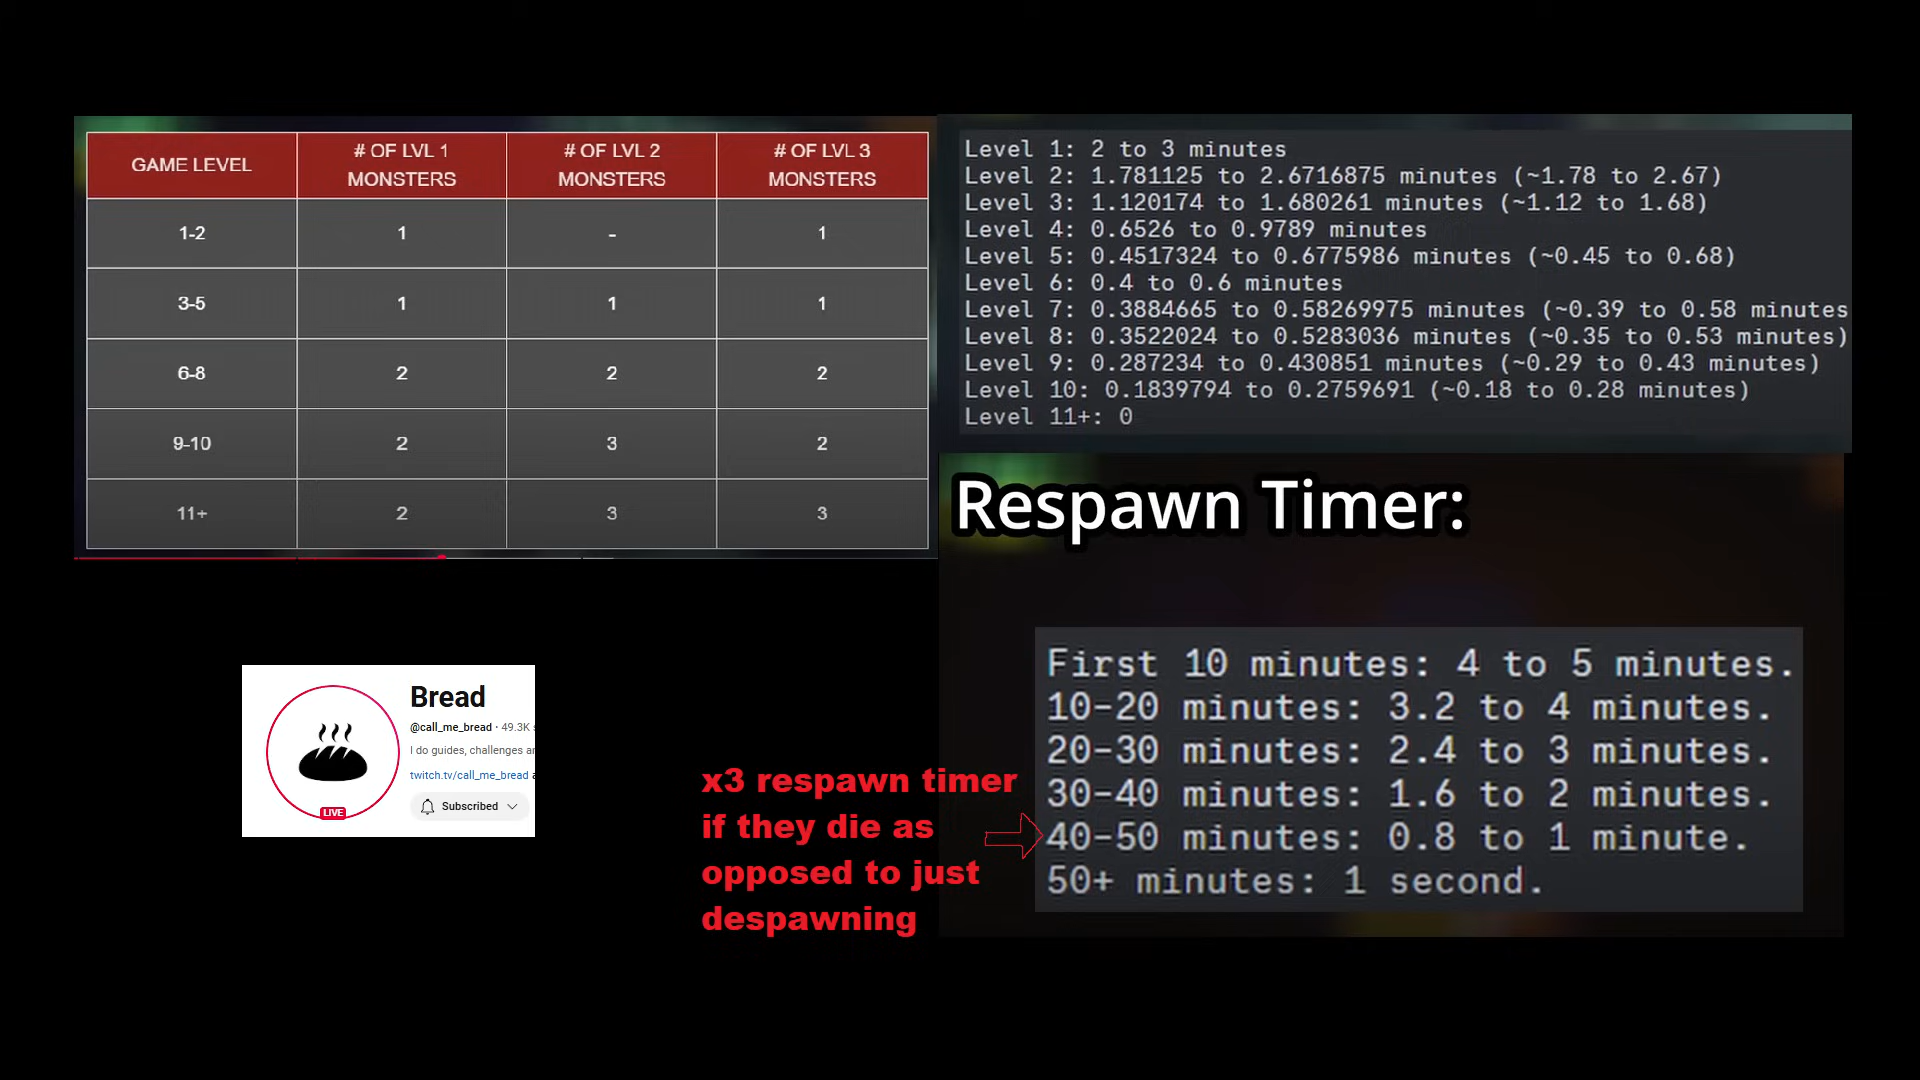 GAME LEVEL
# OF LVL 1
MONSTERS
# OF LVL 2
MONSTERS
# OF LVL 3
MONSTERS
1-2 1 - 1
3-5 1 1 1
6-8 2 2 2
9-10 2 3 2
11+ 2 3 3
Level 1: 2 to 3 minutes
Level 2: 1.781125 to 2.6716875 minutes (~1.78 to 2.67)
Level 3: 1.120174 to 1.680261 minutes (~1.12 to 1.68)
Level 4: 0.6526 to 0.9789 minutes
Level 5: 0.4517324 to 0.6775986 minutes (~0.45 to 0.68)
Level 6: 0.4 to 0.6 minutes
Level 7: 0.3884665 to 0.58269975 minutes (~0.39 to 0.58 minutes
Level 8: 0.3522024 to 0.5283036 minutes (~0.35 to 0.53 minutes)
Level 9: 0.287234 to 0.430851 minutes (~0.29 to 0.43 minutes)
Level 10: 0.1839794 to 0.2759691 (~0.18 to 0.28 minutes)
Level 11+: 0
Respawn Timer:
First 10 minutes: 4 to 5 minutes.
10-20 minutes: 3.2 to 4 minutes.
20-30 minutes: 2.4 to 3 minutes.
30-40 minutes: 1.6 to 2 minutes.
40-50 minutes: 0.8 to 1 minute.
50+ minutes: 1 second.
Bread
@call_me_bread · 49.3K
I do guides, challenges
twitch.tv/call_me_bread
Subscribed
LIVE
x3 respawn timer
if they die as
opposed to just
despawning